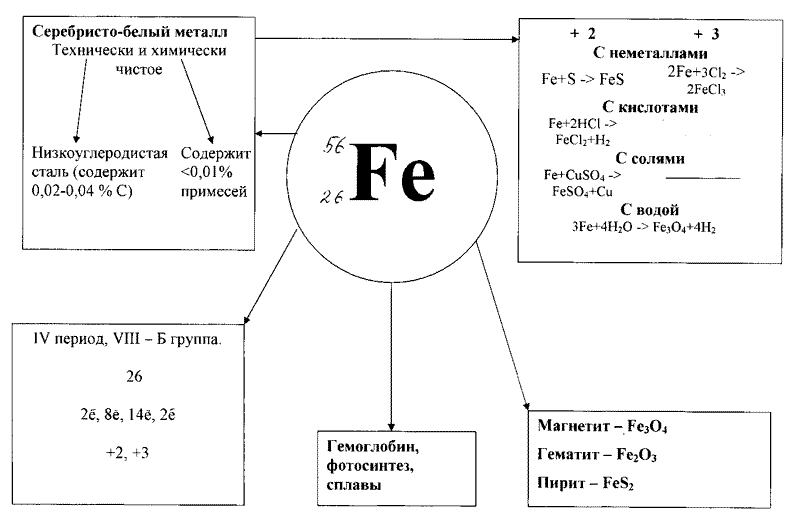 Серебристо-белый металл
Технически и химически
чистое
Низкоуглеродистая
сталь (содержит
0,02-0,04 % С)
Содержит
<0,01%
примесей
56
26
Fe
+ 2 + 3
С неметаллами
Fe+S -> FeS
2Fe+3Cl₂ ->
2FeCl₃
С кислотами
Fe+2HCl ->
FeCl₂+H₂
С солями
Fe+CuSO₄ ->
FeSO₄+Cu
С водой
3Fe+4H₂O -> Fe₃O₄+4H₂
IV период, VIII – Б группа.
26
2ē, 8ē, 14ē, 2ē
+2, +3
Гемоглобин,
фотосинтез,
сплавы
Магнетит – Fe₃O₄
Гематит – Fe₂O₃
Пирит – FeS₂